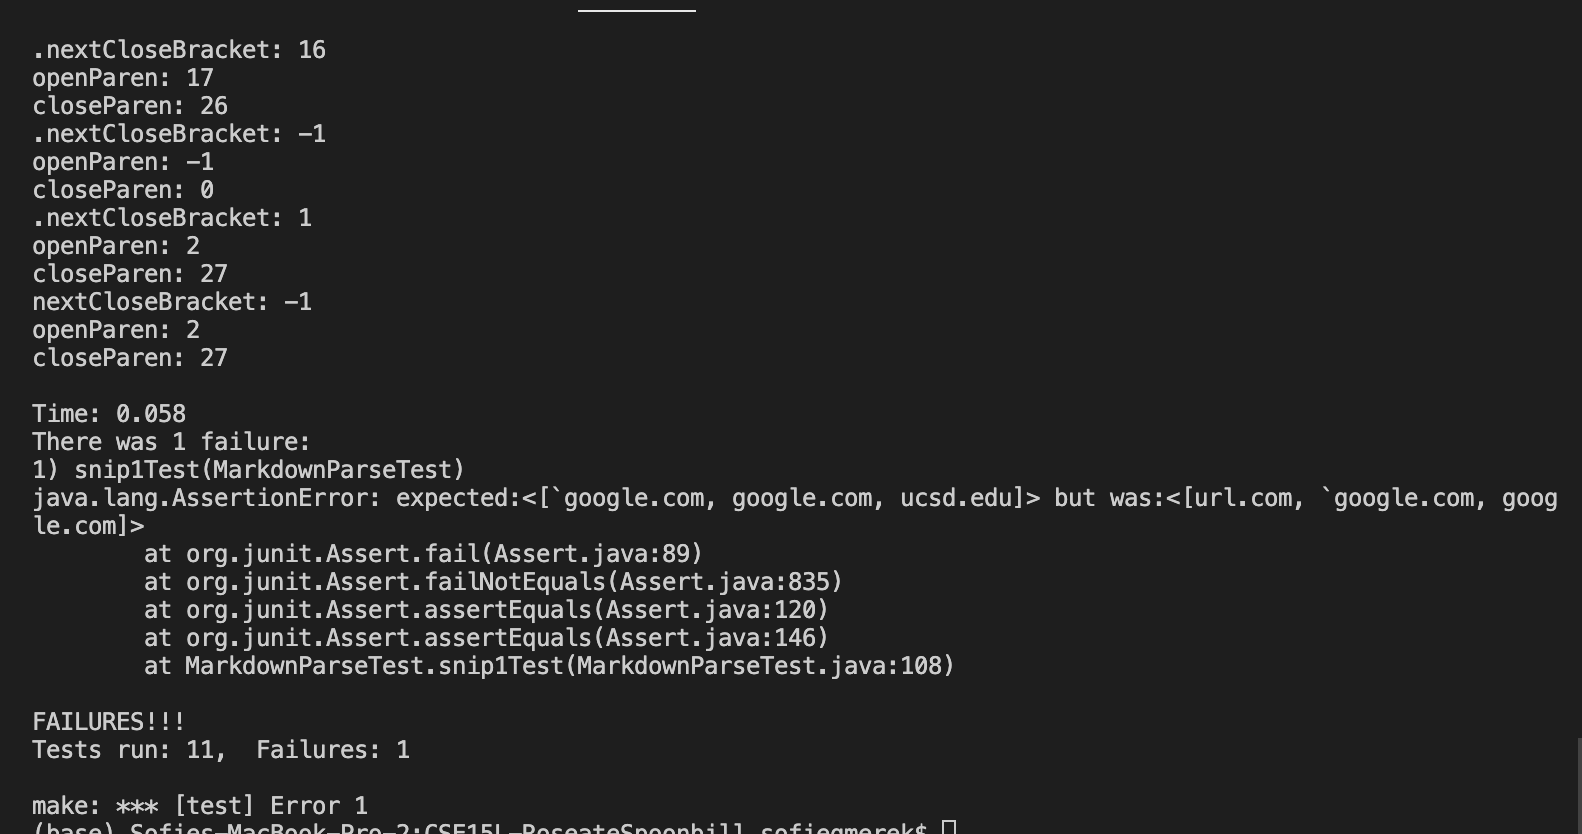 .nextCloseBracket: 16
openParen: 17
closeParen: 26
.nextCloseBracket: -1
openParen: -1
closeParen: 0
.nextCloseBracket: 1
openParen: 2
closeParen: 27
nextCloseBracket: -1
openParen: 2
closeParen: 27
Time: 0.058
There was 1 failure:
1) snip1Test(MarkdownParseTest)
java.lang.AssertionError: expected:<[`google.com, google.com, ucsd.edu]> but was:<[url.com, `google.com, goog
le.com]>
at org.junit.Assert.fail(Assert.java:89)
at org.junit.Assert.failNotEquals(Assert.java:835)
at org.junit.Assert.assertEquals(Assert.java:120)
at org.junit.Assert.assertEquals(Assert.java:146)
at MarkdownParseTest.snip1Test(MarkdownParseTest.java:108)
FAILURES!!!
Tests run: 11,  Failures: 1
make: *** [test] Error 1
(base) Sofies-MacBook-Pro-2:CSE15L-RoseateSpoonbill sofiegmerek$